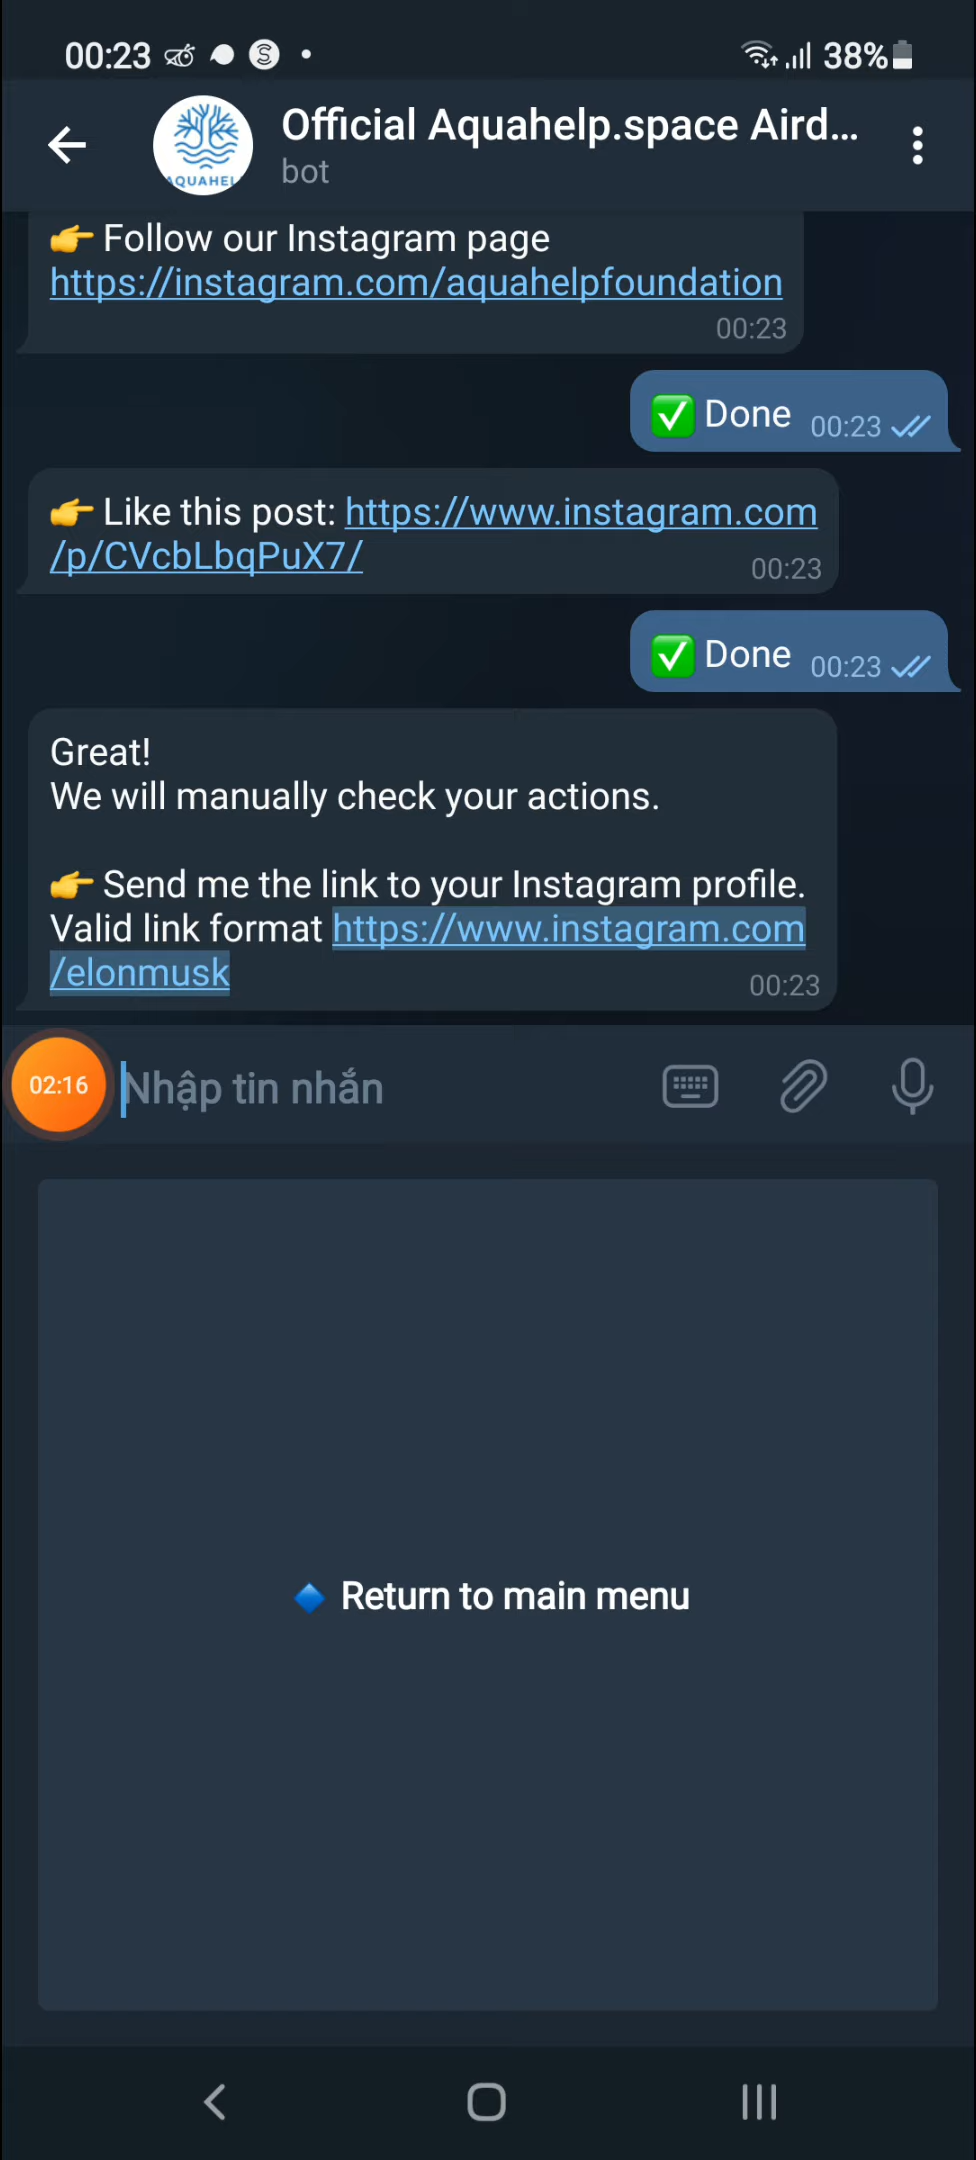 00:23 38%
Official Aquahelp.space Aird...
AQUAHEL
bot
👉 Follow our Instagram page
https://instagram.com/aquahelpfoundation
00:23
✅ Done 00:23
👉 Like this post: https://www.instagram.com
/p/CVcbLbqPuX7/
00:23
✅ Done 00:23
Great!
We will manually check your actions.
👉 Send me the link to your Instagram profile.
Valid link format https://www.instagram.com
/elonmusk
00:23
02:16 Nhập tin nhắn
🔹 Return to main menu